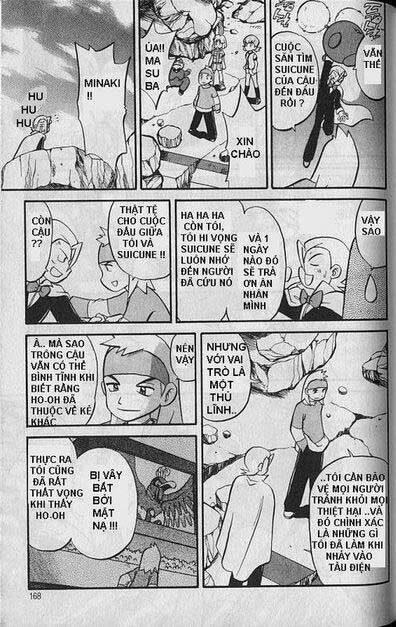 VẪN
THẾ
CUỘC
SĂN TÌM
SUICUNE
CỦA CẬU
ĐẾN ĐÂU
RỒI ?
ÚA!!
MA
SU
BA
XIN
CHÀO
MINAKI
!!
HU
HU
HU
VẬY
SAO
VÀ 1
NGÀY
NÀO ĐÓ
SẼ TRẢ
ƠN ÂN
NHÂN
MÌNH
HA HA HA
CÒN TÔI,
TÔI HI VỌNG
SUICUNE SẼ
LUÔN NHỚ
ĐẾN NGƯỜI
ĐÃ CỨU NÓ
THẬT TỆ
CHO CUỘC
ĐẤU GIỮA
TÔI VÀ
SUICUNE !!
CÒN
CẬU
??
NHƯNG
VỚI VAI
TRÒ LÀ
MỘT
THỦ
LĨNH..
..TÔI CẦN BẢO
VỆ MỌI NGƯỜI
TRÁNH KHỎI MỌI
THIỆT HẠI ..VÀ
ĐÓ CHÍNH XÁC
LÀ NHỮNG GÌ
TÔI ĐÃ LÀM KHI
NHẢY VÀO
TÀU ĐIỆN
NÉN
VẬY
À.. MÀ SAO
TRÔNG CẬU
VẪN CÓ THỂ
BÌNH TĨNH KHI
BIẾT RẰNG
HO-OH ĐÃ
THUỘC VỀ KẺ
KHÁC
BỊ VÂY
BẮT
BỞI
MẶT
NẠ !!!
THỰC RA
TÔI CŨNG
ĐÃ RẤT
THẤT VỌNG
KHI THẤY
HO-OH
168